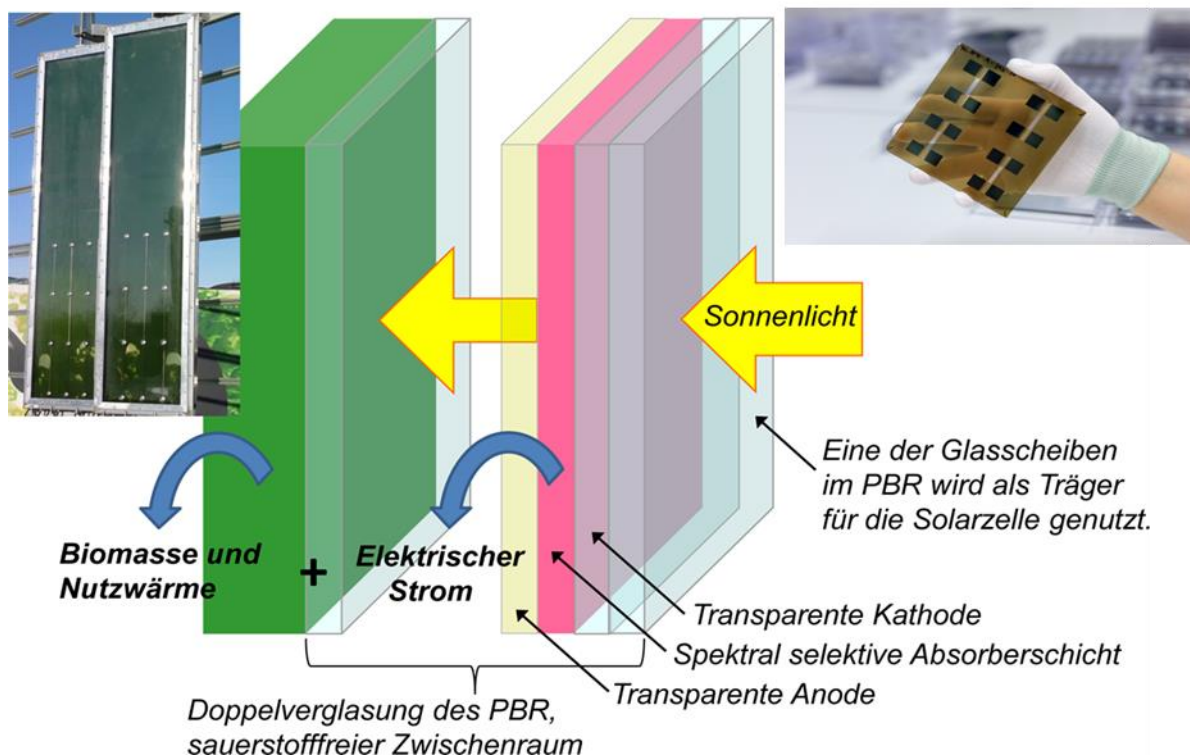 Sonnenlicht
Eine der Glasscheiben
im PBR wird als Träger
für die Solarzelle genutzt.
Biomasse und
Nutzwärme
+
Elektrischer
Strom
Transparente Kathode
Spektral selektive Absorberschicht
Transparente Anode
Doppelverglasung des PBR,
sauerstofffreier Zwischenraum